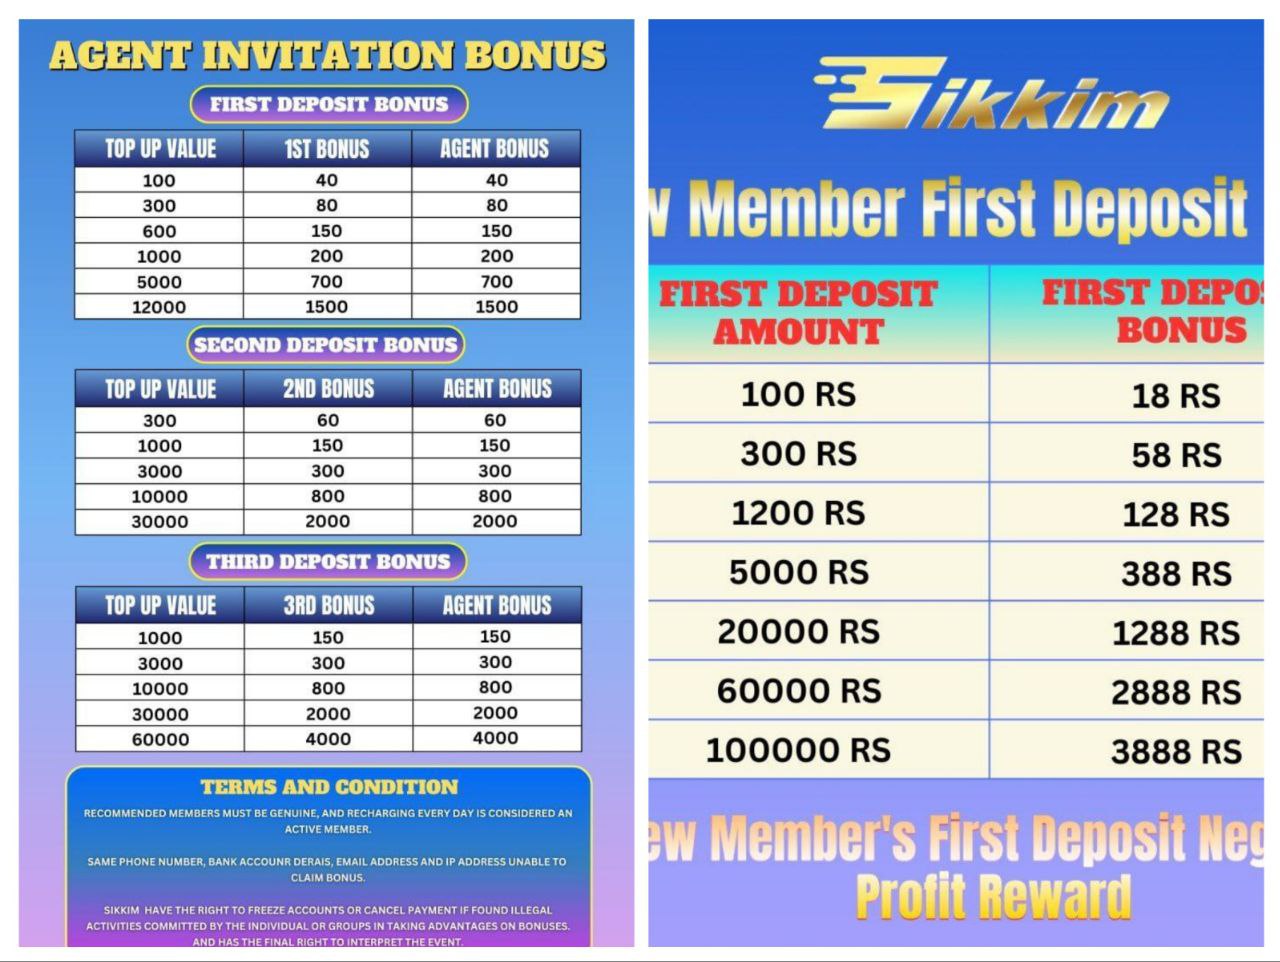 AGENT INVITATION BONUS
FIRST DEPOSIT BONUS
TOP UP VALUE 1ST BONUS AGENT BONUS
100 40 40
300 80 80
600 150 150
1000 200 200
5000 700 700
12000 1500 1500
SECOND DEPOSIT BONUS
TOP UP VALUE 2ND BONUS AGENT BONUS
300 60 60
1000 150 150
3000 300 300
10000 800 800
30000 2000 2000
THIRD DEPOSIT BONUS
TOP UP VALUE 3RD BONUS AGENT BONUS
1000 150 150
3000 300 300
10000 800 800
30000 2000 2000
60000 4000 4000
TERMS AND CONDITION
RECOMMENDED MEMBERS MUST BE GENUINE, AND RECHARGING EVERY DAY IS CONSIDERED AN
ACTIVE MEMBER.
SAME PHONE NUMBER, BANK ACCOUNR DERAIS, EMAIL ADDRESS AND IP ADDRESS UNABLE TO
CLAIM BONUS.
SIKKIM HAVE THE RIGHT TO FREEZE ACCOUNTS OR CANCEL PAYMENT IF FOUND ILLEGAL
ACTIVITIES COMMITTED BY THE INDIVIDUAL OR GROUPS IN TAKING ADVANTAGES ON BONUSES.
AND HAS THE FINAL RIGHT TO INTERPRET THE EVENT.
Sikkim
w Member First Deposit
FIRST DEPOSIT FIRST DEPOS
AMOUNT BONUS
100 RS 18 RS
300 RS 58 RS
1200 RS 128 RS
5000 RS 388 RS
20000 RS 1288 RS
60000 RS 2888 RS
100000 RS 3888 RS
ew Member's First Deposit Neg
Profit Reward